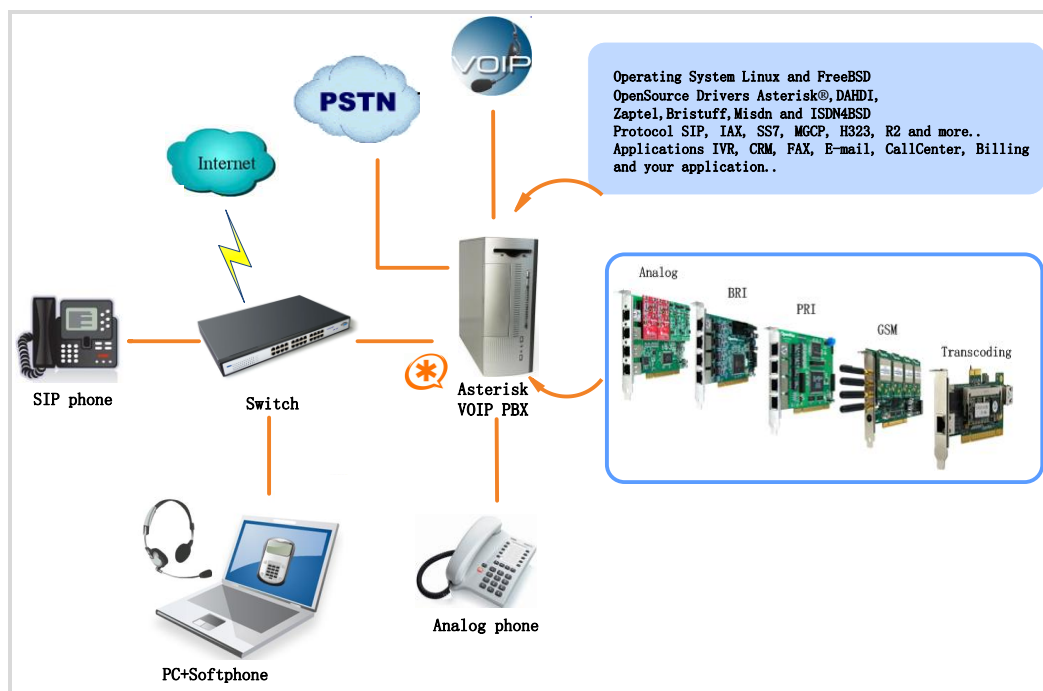 VOIP
PSTN
Internet
Operating System Linux and FreeBSD
OpenSource Drivers Asterisk®,DAHDI,
Zaptel,Bristuff,Misdn and ISDN4BSD
Protocol SIP, IAX, SS7, MGCP, H323, R2 and more..
Applications IVR, CRM, FAX, E-mail, CallCenter, Billing
and your application..
Analog
BRI
PRI
GSM
Transcoding
SIP phone
Switch
Asterisk
VOIP PBX
Analog phone
PC+Softphone